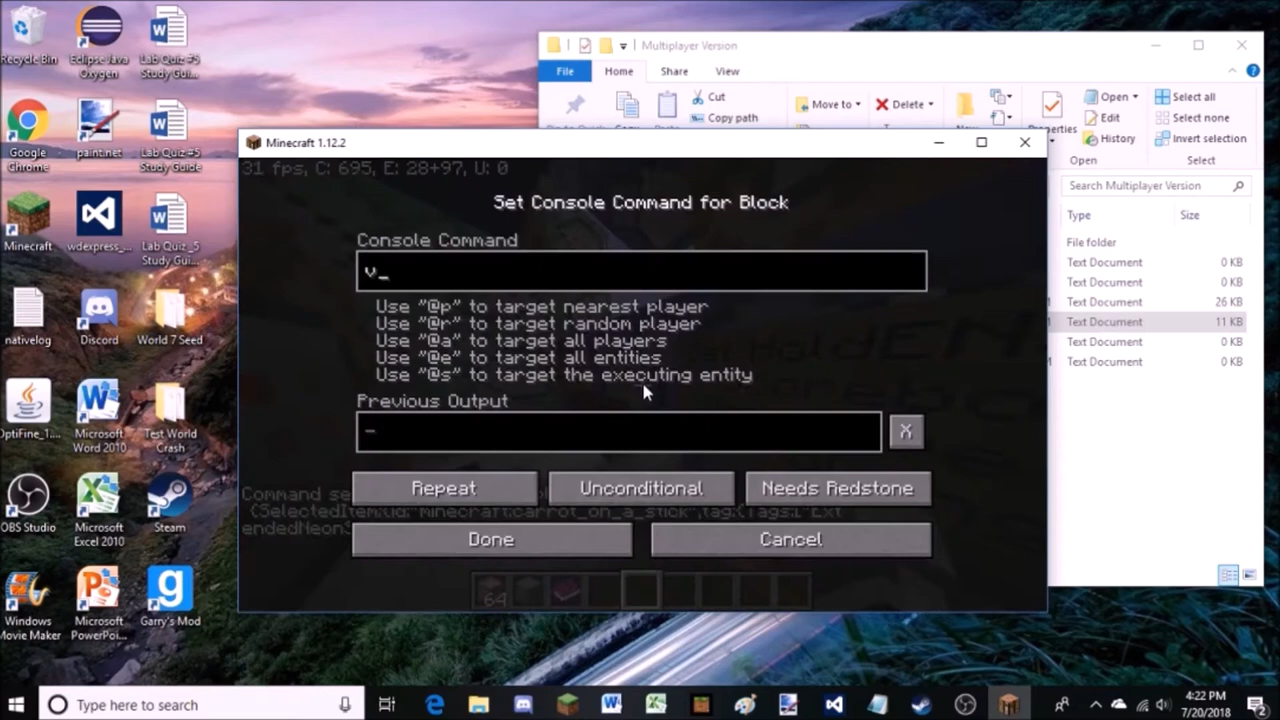 Recycle Bin
Eclipse Java
Oxygen
Lab Quiz #5
Study Gui...
Google
Chrome
paint.net
Lab Quiz #5
Study Guide
Minecraft
wdexpress_...
Lab Quiz _5
Study Gui...
nativelog
Discord
World 7 Seed
OptiFine_1....
Microsoft
Word 2010
Test World
Crash
OBS Studio
Microsoft
Excel 2010
Steam
Windows
Movie Maker
Microsoft
PowerPoi...
Garry's Mod
Multiplayer Version
File
Home
Share
View
Cut
Copy path
Move to
Delete
Properties
Open
Edit
History
Open
Select all
Select none
Invert selection
Select
Search Multiplayer Version
Type
Size
File folder
Text Document
0 KB
Text Document
0 KB
Text Document
26 KB
Text Document
11 KB
Text Document
0 KB
Text Document
0 KB
Minecraft 1.12.2
31 fps, C: 695, E: 28+97, U: 0
Set Console Command for Block
Console Command
v_
Use "@p" to target nearest player
Use "@r" to target random player
Use "@a" to target all players
Use "@e" to target all entities
Use "@s" to target the executing entity
Previous Output
-
X
Repeat
Unconditional
Needs Redstone
Command se
Done
Cancel
64
Type here to search
4:22 PM
7/20/2018
2